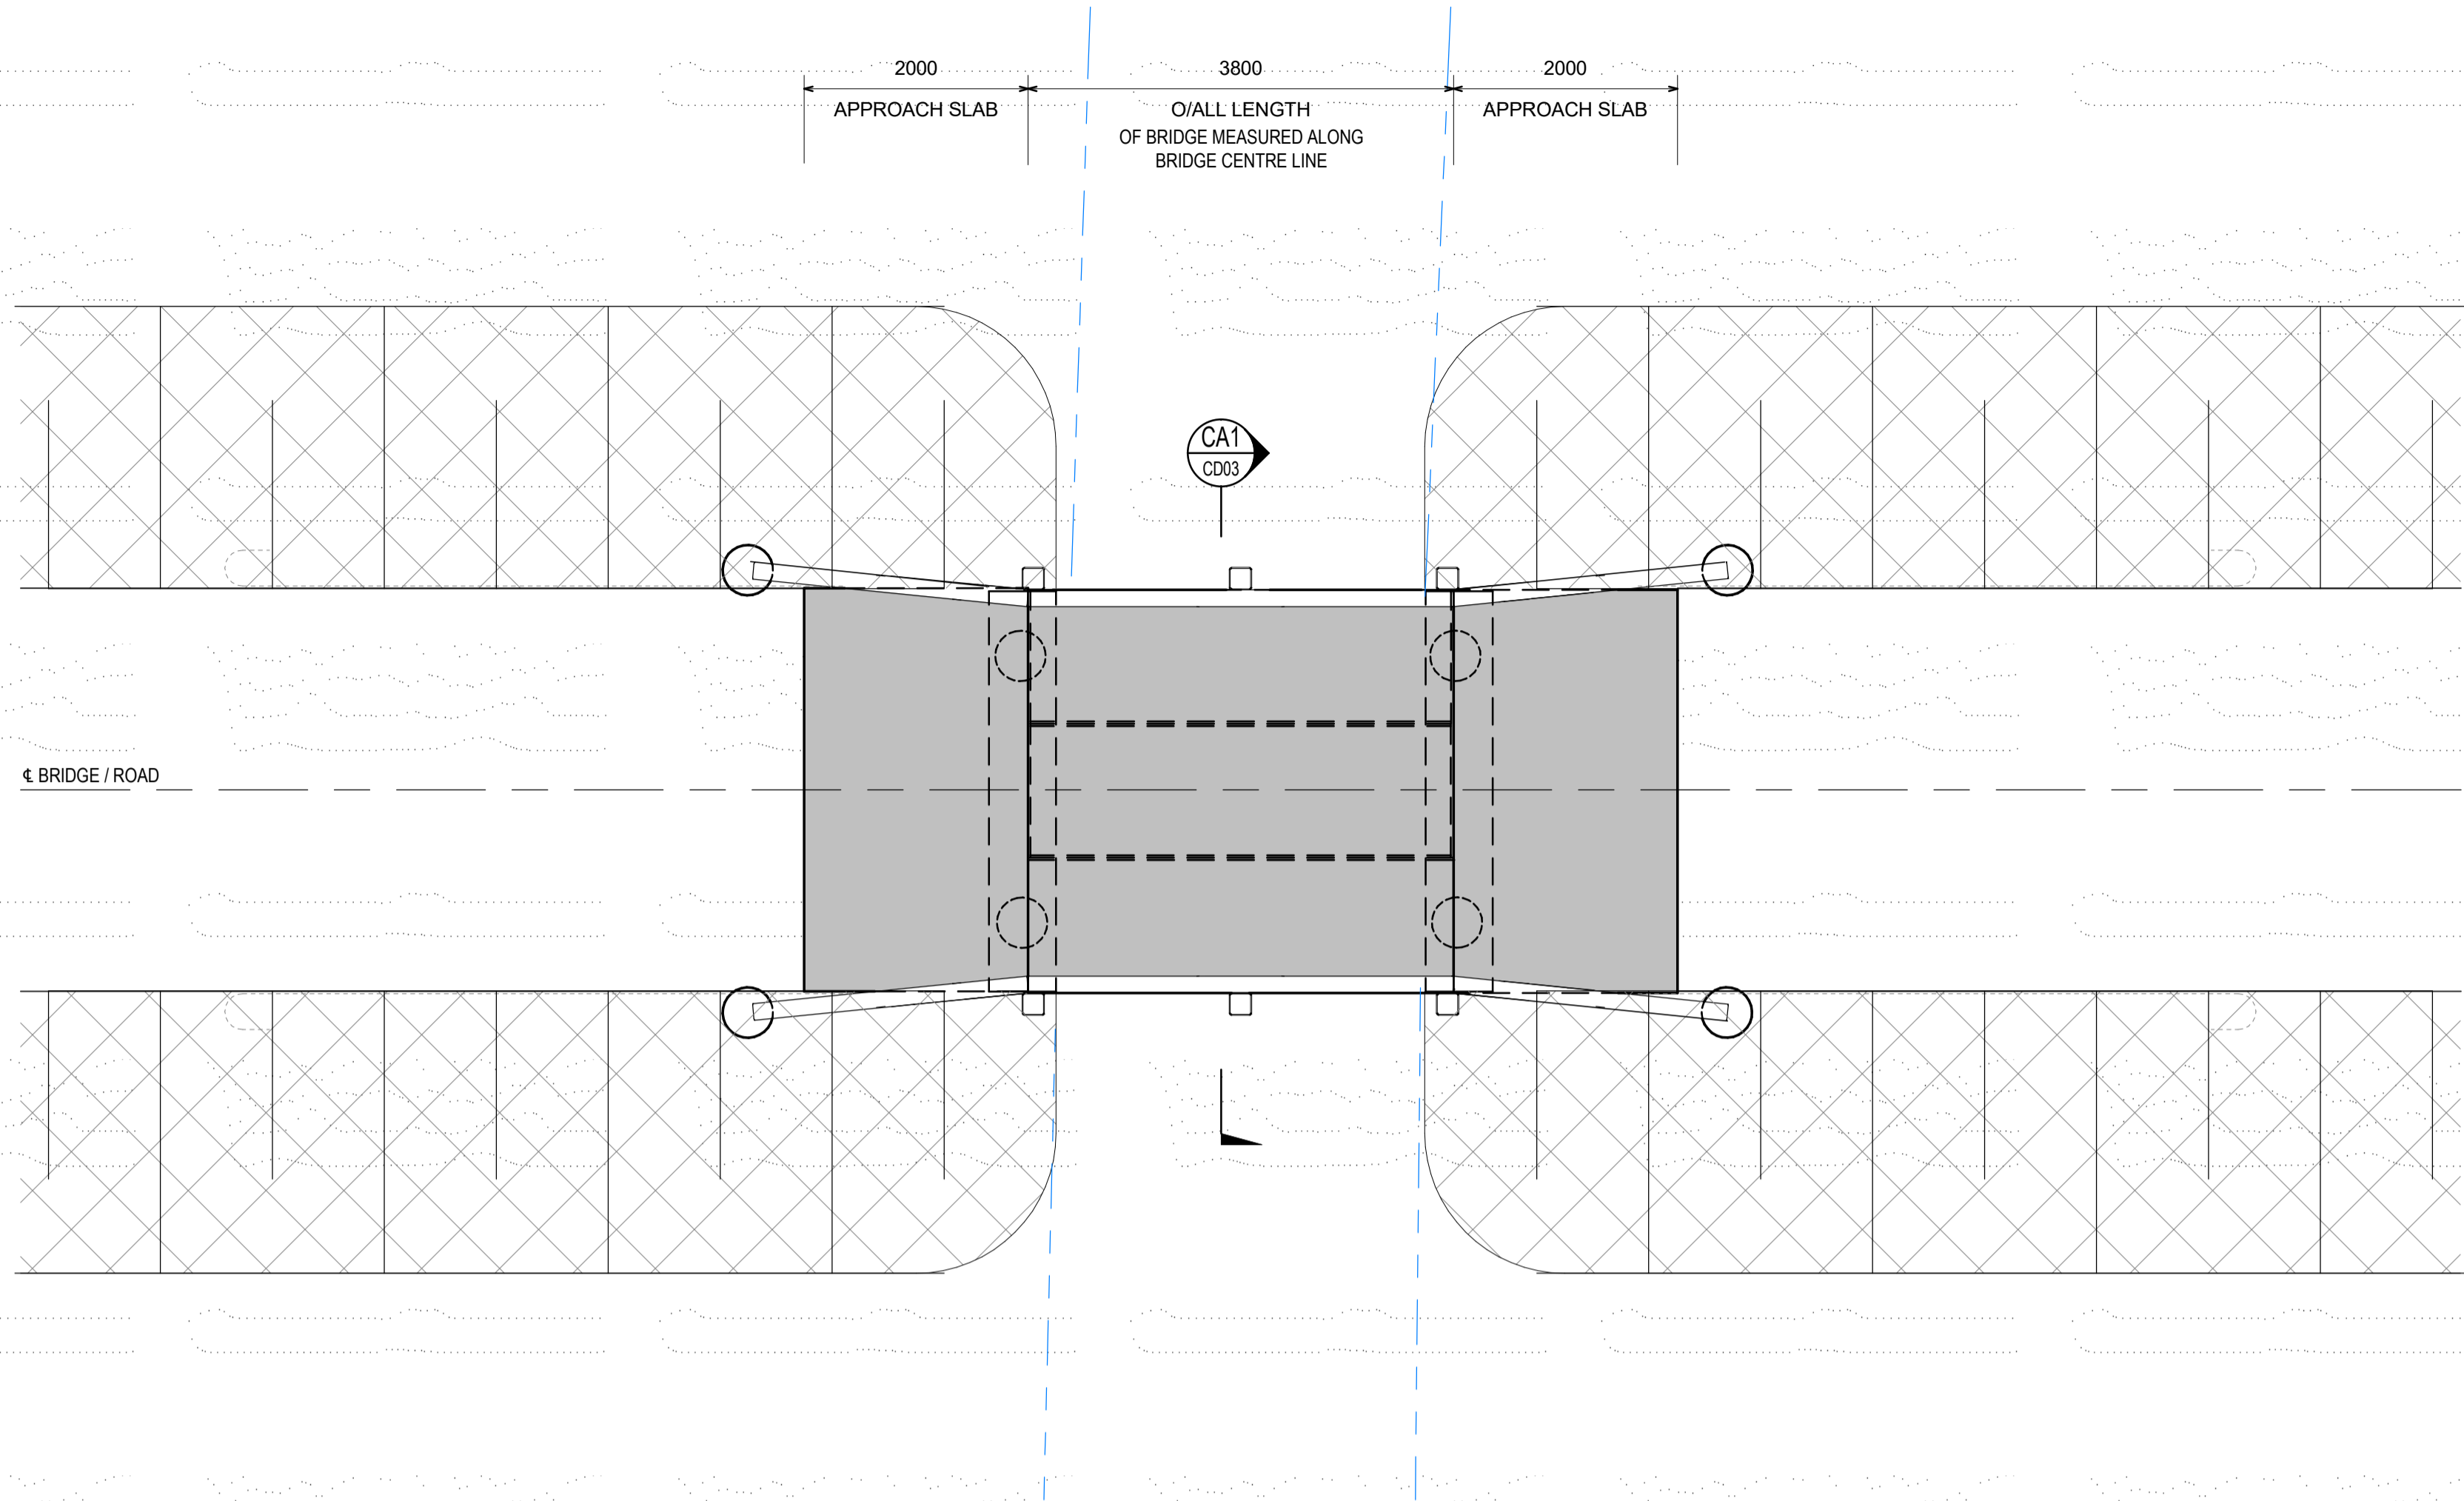 2000
3800
2000
APPROACH SLAB
O/ALL LENGTH
APPROACH SLAB
OF BRIDGE MEASURED ALONG
BRIDGE CENTRE LINE
CA1
CD03
℄ BRIDGE / ROAD